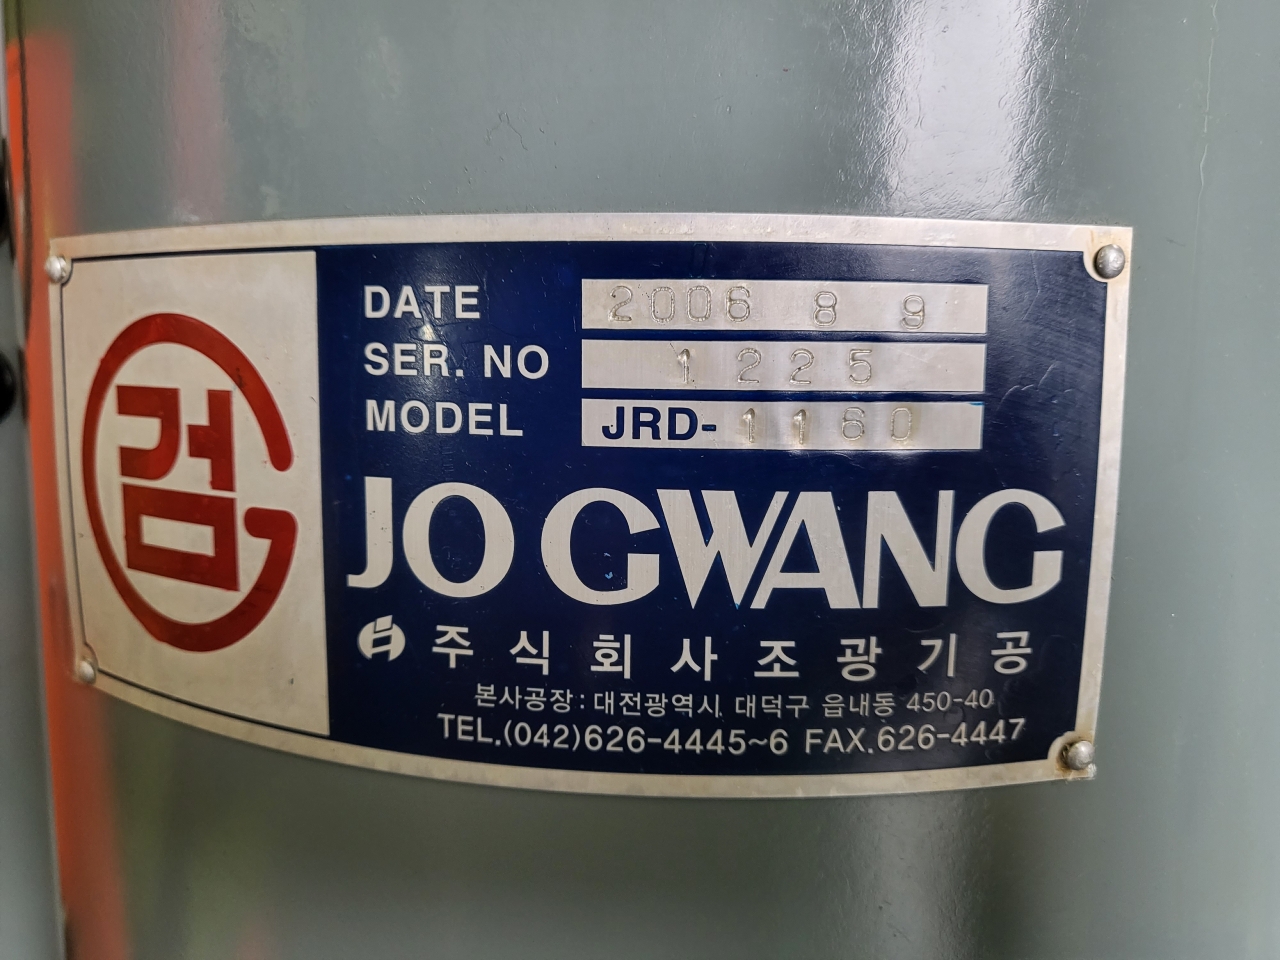 검
DATE 2006 8 9
SER. NO 1225
MODEL JRD-1160
JO GWANG
주식회사조광기공
본사공장: 대전광역시 대덕구 읍내동 450-40
TEL.(042)626-4445~6 FAX.626-4447